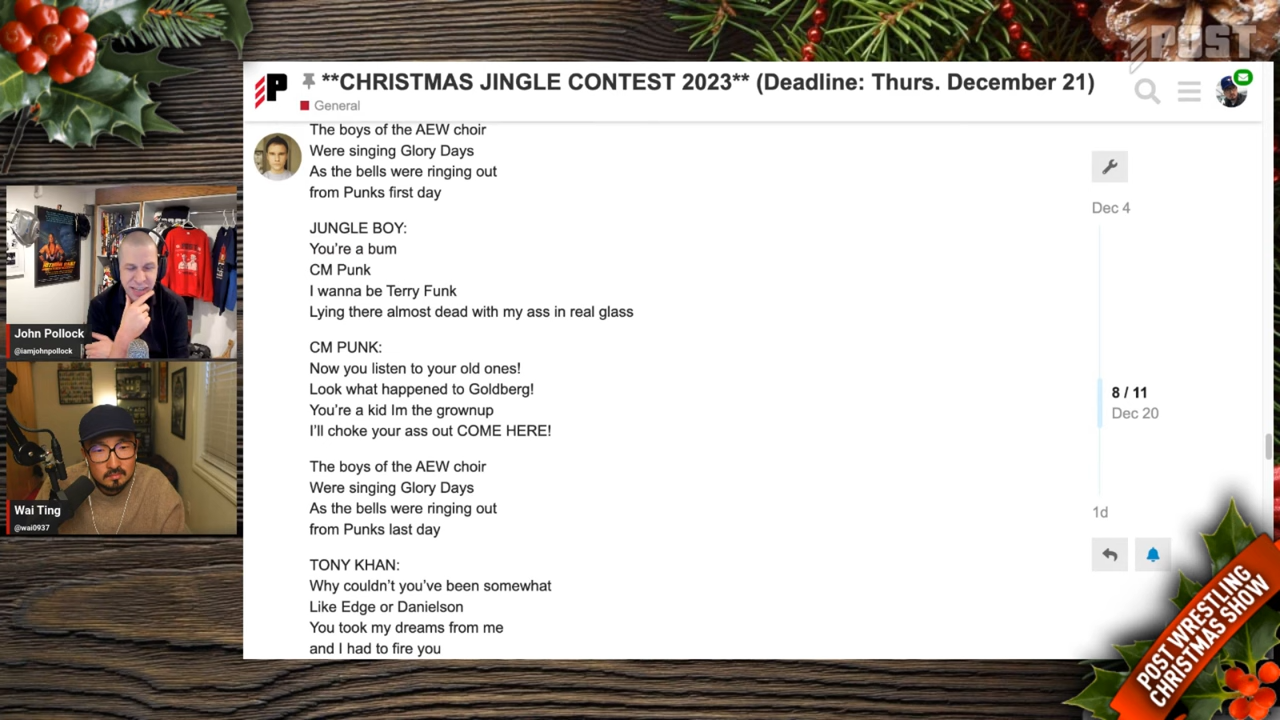 POST
P
**CHRISTMAS JINGLE CONTEST 2023** (Deadline: Thurs. December 21)
General
The boys of the AEW choir
Were singing Glory Days
As the bells were ringing out
from Punks first day
JUNGLE BOY:
You're a bum
CM Punk
I wanna be Terry Funk
Lying there almost dead with my ass in real glass
CM PUNK:
Now you listen to your old ones!
Look what happened to Goldberg!
You're a kid Im the grownup
I'll choke your ass out COME HERE!
The boys of the AEW choir
Were singing Glory Days
As the bells were ringing out
from Punks last day
TONY KHAN:
Why couldn't you've been somewhat
Like Edge or Danielson
You took my dreams from me
and I had to fire you
Dec 4
8 / 11
Dec 20
1d
John Pollock
@iamjohnpollock
Wai Ting
@wai0937
POST WRESTLING
CHRISTMAS SHOW